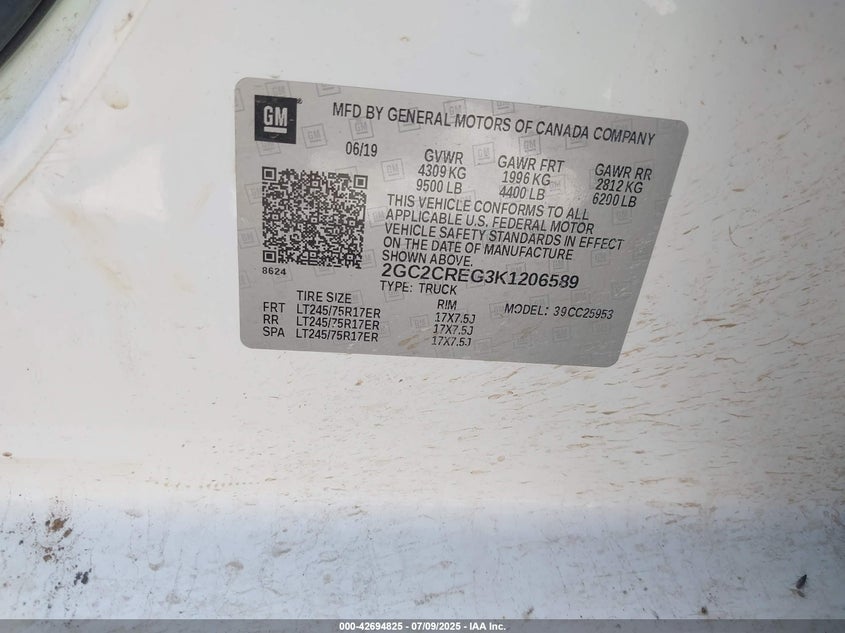 GM
MFD BY GENERAL MOTORS OF CANADA COMPANY
06/19
GVWR
4309 KG
9500 LB
GAWR FRT
1996 KG
4400 LB
GAWR RR
2812 KG
6200 LB
THIS VEHICLE CONFORMS TO ALL
APPLICABLE U.S. FEDERAL MOTOR
VEHICLE SAFETY STANDARDS IN EFFECT
ON THE DATE OF MANUFACTURE
SHOWN ABOVE.
8624
2GC2CREG3K1206589
TYPE: TRUCK
MODEL: 39CC25953
TIRE SIZE RIM
FRT LT245/75R17ER 17X7.5J
RR LT245/75R17ER 17X7.5J
SPA LT245/75R17ER 17X7.5J
000-42694825 - 07/09/2025 - IAA Inc.